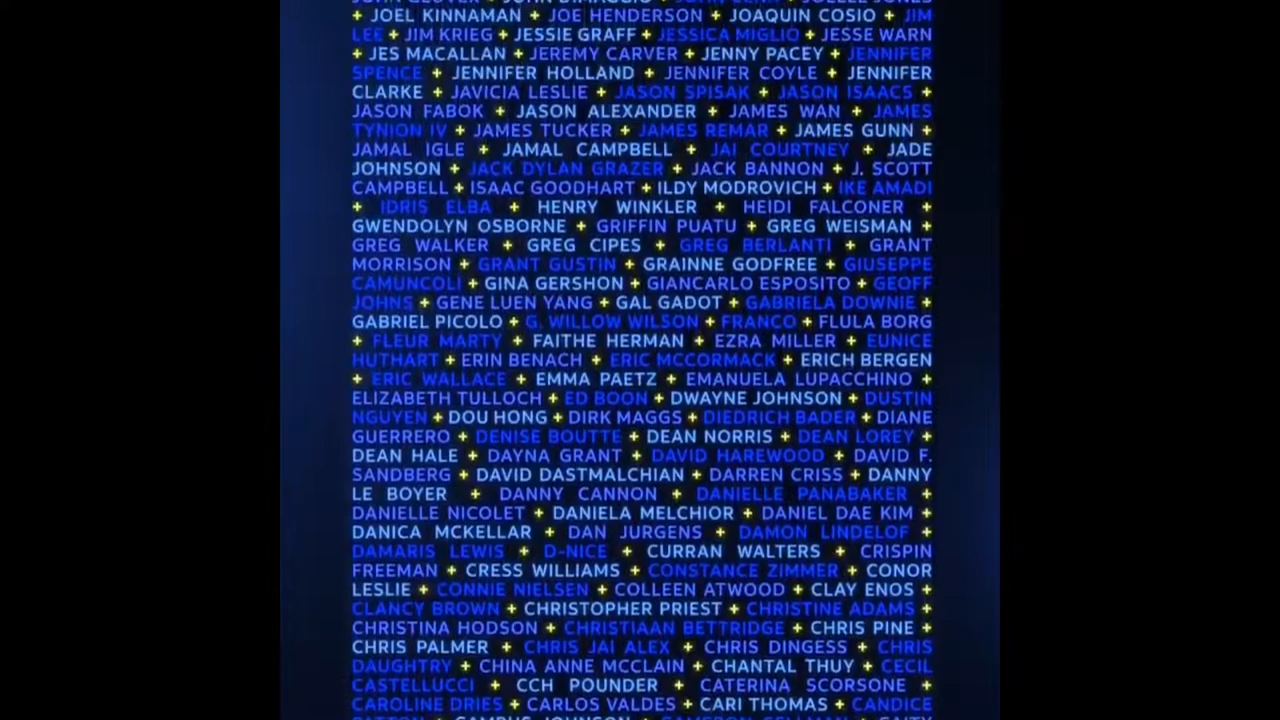 + JOEL KINNAMAN + JOE HENDERSON + JOAQUIN COSIO + JIM
LEE + JIM KRIEG + JESSIE GRAFF + JESSICA MIGLIO + JESSE WARN
+ JES MACALLAN + JEREMY CARVER + JENNY PACEY + JENNIFER
SPENCE + JENNIFER HOLLAND + JENNIFER COYLE + JENNIFER
CLARKE + JAVICIA LESLIE + JASON SPISAK + JASON ISAACS +
JASON FABOK + JASON ALEXANDER + JAMES WAN + JAMES
TYNION IV + JAMES TUCKER + JAMES REMAR + JAMES GUNN +
JAMAL IGLE + JAMAL CAMPBELL + JAI COURTNEY + JADE
JOHNSON + JACK DYLAN GRAZER + JACK BANNON + J. SCOTT
CAMPBELL + ISAAC GOODHART + ILDY MODROVICH + IKE AMADI
+ IDRIS ELBA + HENRY WINKLER + HEIDI FALCONER +
GWENDOLYN OSBORNE + GRIFFIN PUATU + GREG WEISMAN +
GREG WALKER + GREG CIPES + GREG BERLANTI + GRANT
MORRISON + GRANT GUSTIN + GRAINNE GODFREE + GIUSEPPE
CAMUNCOLI + GINA GERSHON + GIANCARLO ESPOSITO + GEOFF
JOHNS + GENE LUEN YANG + GAL GADOT + GABRIELA DOWNIE +
GABRIEL PICOLO + G. WILLOW WILSON + FRANCO + FLULA BORG
+ FLEUR MARTY + FAITHE HERMAN + EZRA MILLER + EUNICE
HUTHART + ERIN BENACH + ERIC MCCORMACK + ERICH BERGEN
+ ERIC WALLACE + EMMA PAETZ + EMANUELA LUPACCHINO +
ELIZABETH TULLOCH + ED BOON + DWAYNE JOHNSON + DUSTIN
NGUYEN + DOU HONG + DIRK MAGGS + DIEDRICH BADER + DIANE
GUERRERO + DENISE BOUTTE + DEAN NORRIS + DEAN LOREY +
DEAN HALE + DAYNA GRANT + DAVID HAREWOOD + DAVID F.
SANDBERG + DAVID DASTMALCHIAN + DARREN CRISS + DANNY
LE BOYER + DANNY CANNON + DANIELLE PANABAKER +
DANIELLE NICOLET + DANIELA MELCHIOR + DANIEL DAE KIM +
DANICA MCKELLAR + DAN JURGENS + DAMON LINDELOF +
DAMARIS LEWIS + D-NICE + CURRAN WALTERS + CRISPIN
FREEMAN + CRESS WILLIAMS + CONSTANCE ZIMMER + CONOR
LESLIE + CONNIE NIELSEN + COLLEEN ATWOOD + CLAY ENOS +
CLANCY BROWN + CHRISTOPHER PRIEST + CHRISTINE ADAMS +
CHRISTINA HODSON + CHRISTIAAN BETTRIDGE + CHRIS PINE +
CHRIS PALMER + CHRIS JAI ALEX + CHRIS DINGESS + CHRIS
DAUGHTRY + CHINA ANNE MCCLAIN + CHANTAL THUY + CECIL
CASTELLUCCI + CCH POUNDER + CATERINA SCORSONE +
CAROLINE DRIES + CARLOS VALDES + CARI THOMAS + CANDICE